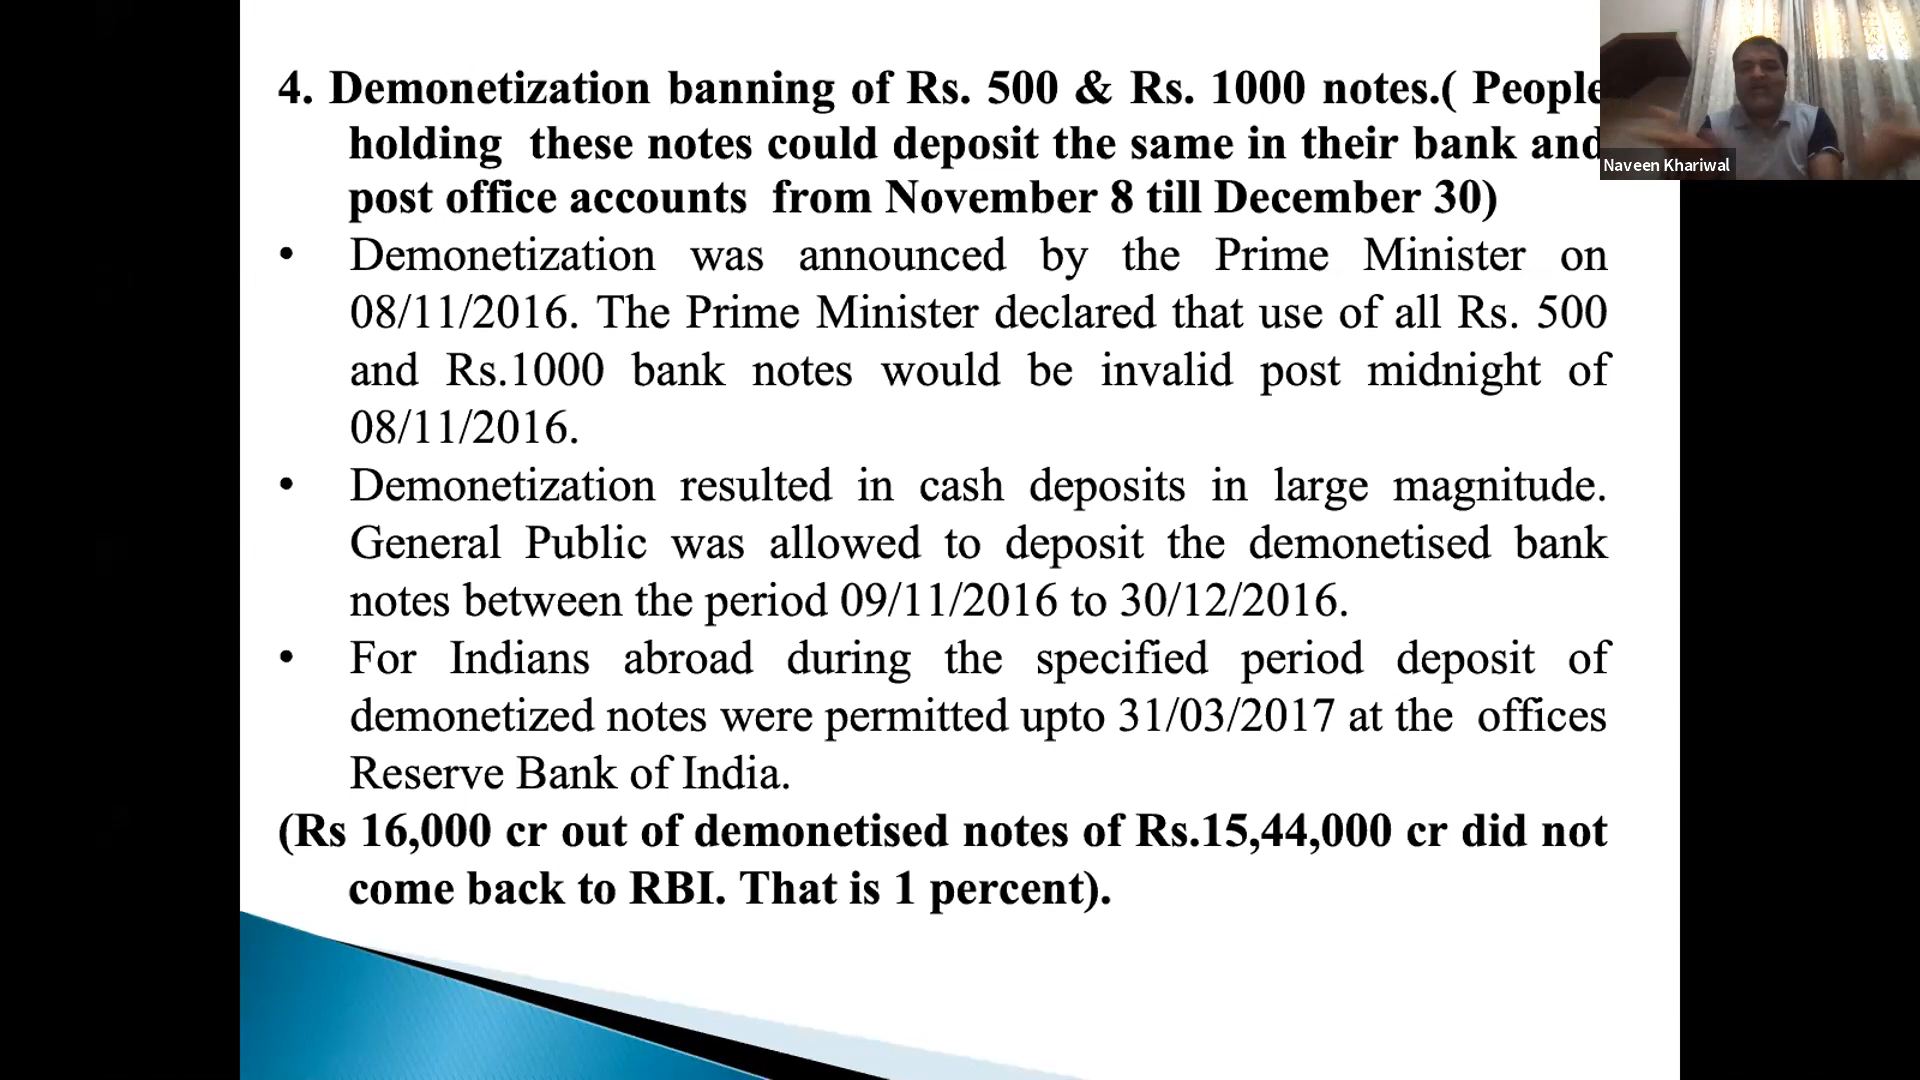 4. Demonetization banning of Rs. 500 & Rs. 1000 notes.( People
holding these notes could deposit the same in their bank and
post office accounts from November 8 till December 30)
• Demonetization was announced by the Prime Minister on
08/11/2016. The Prime Minister declared that use of all Rs. 500
and Rs.1000 bank notes would be invalid post midnight of
08/11/2016.
• Demonetization resulted in cash deposits in large magnitude.
General Public was allowed to deposit the demonetised bank
notes between the period 09/11/2016 to 30/12/2016.
• For Indians abroad during the specified period deposit of
demonetized notes were permitted upto 31/03/2017 at the offices
Reserve Bank of India.
(Rs 16,000 cr out of demonetised notes of Rs.15,44,000 cr did not
come back to RBI. That is 1 percent).
Naveen Khariwal